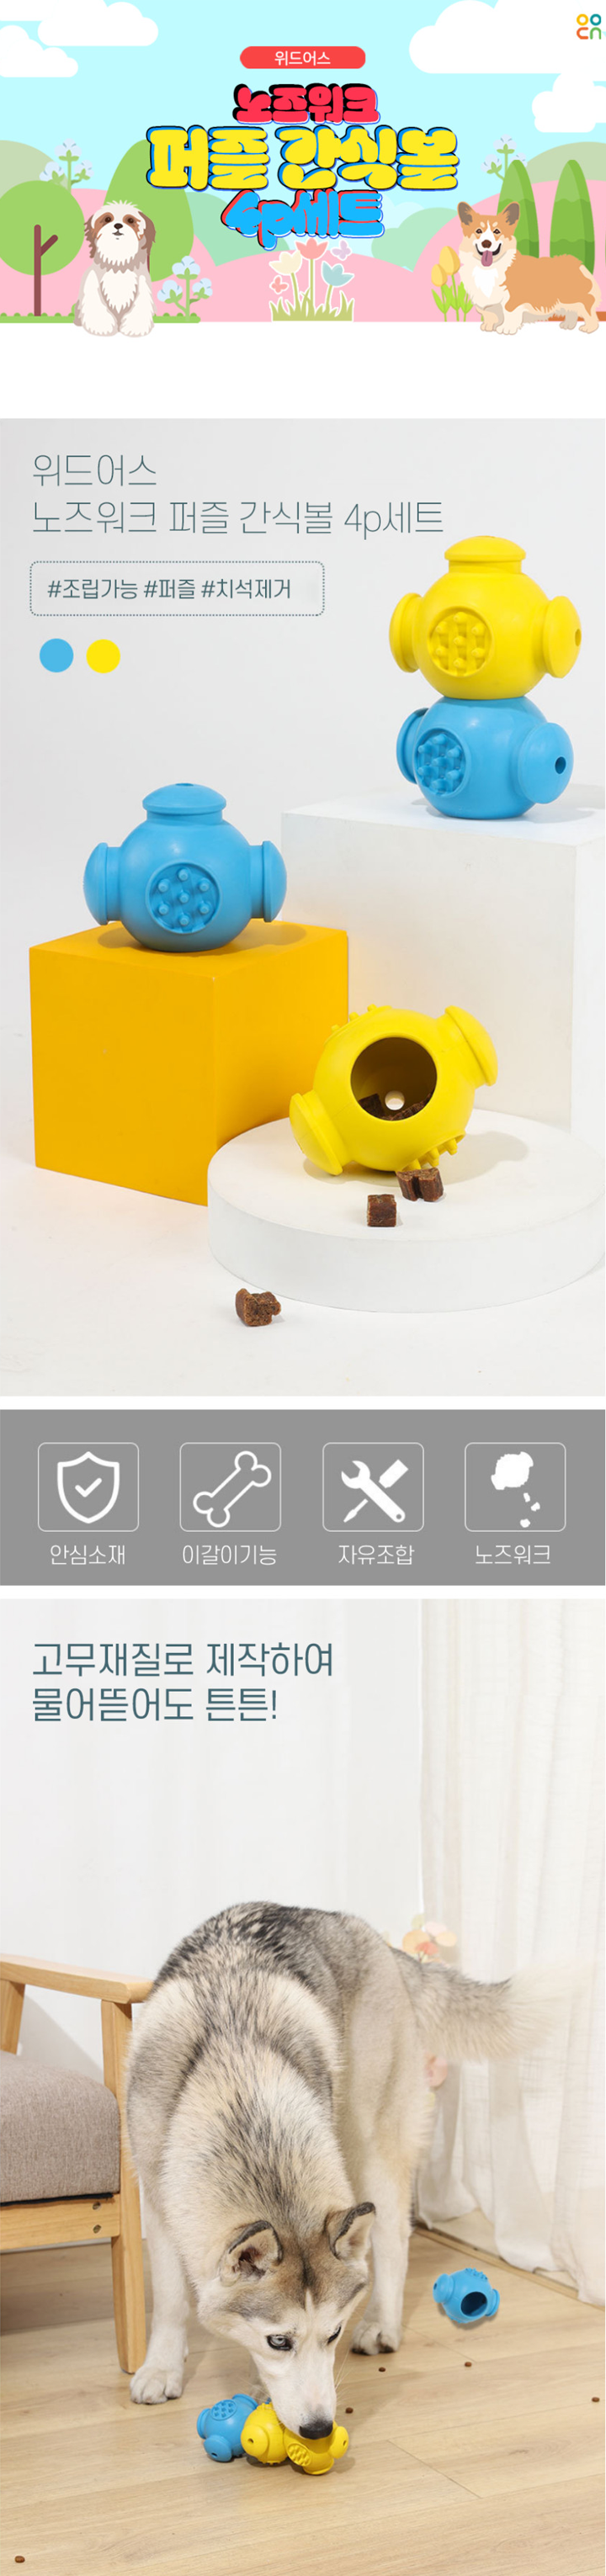 위드어스
노즈워크
퍼즐 간식볼
4p세트
위드어스
노즈워크 퍼즐 간식볼 4p세트
#조립가능 #퍼즐 #치석제거
안심소재 이갈이기능 자유조합 노즈워크
고무재질로 제작하여
물어뜯어도 튼튼!